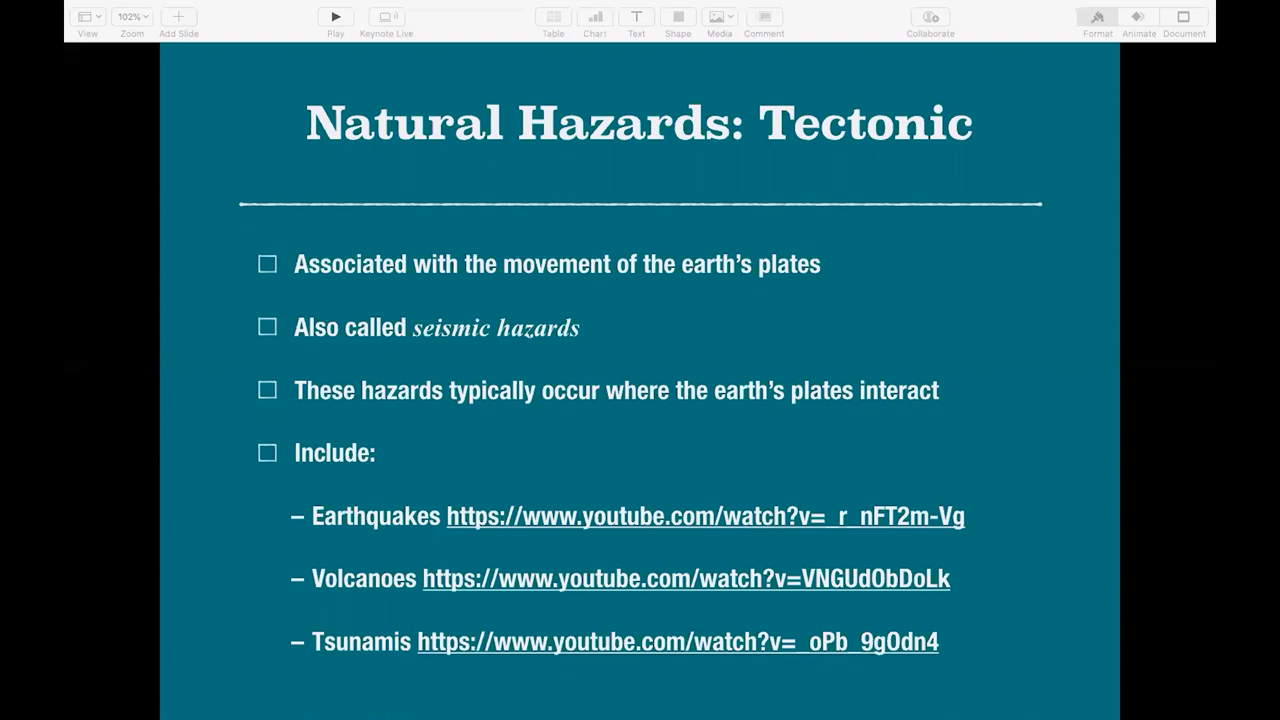 102%
View Zoom Add Slide Play Keynote Live Table Chart Text Shape Media Comment Collaborate Format Animate Document
Natural Hazards: Tectonic
Associated with the movement of the earth's plates
Also called seismic hazards
These hazards typically occur where the earth's plates interact
Include:
– Earthquakes https://www.youtube.com/watch?v=_r_nFT2m-Vg
– Volcanoes https://www.youtube.com/watch?v=VNGUdObDoLk
– Tsunamis https://www.youtube.com/watch?v=_oPb_9gOdn4